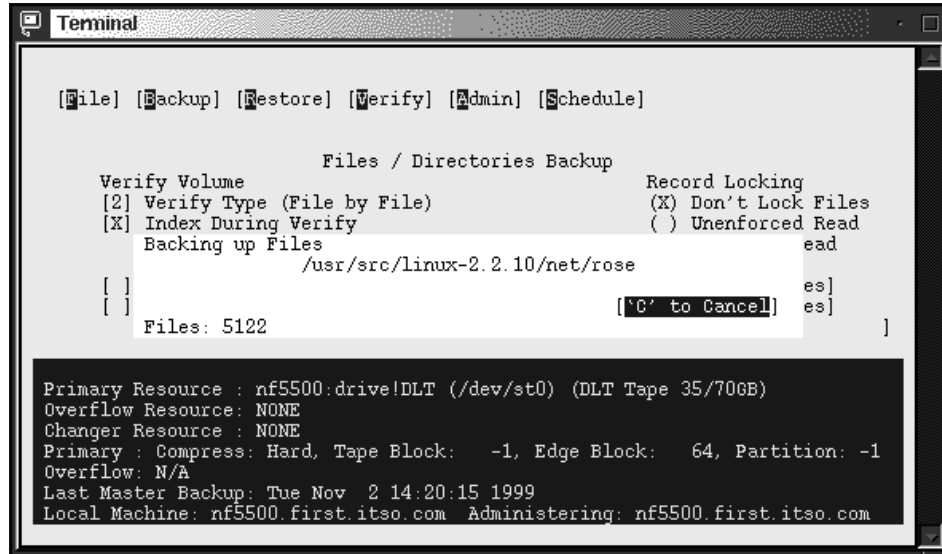 Terminal
[File] [Backup] [Restore] [Verify] [Admin] [Schedule]
Files / Directories Backup
Verify Volume Record Locking
[2] Verify Type (File by File) (X) Don't Lock Files
[X] Index During Verify ( ) Unenforced Read
Backing up Files ead
/usr/src/linux-2.2.10/net/rose
[ ] es]
[ ] [`C' to Cancel] es]
Files: 5122 ]
Primary Resource : nf5500:drive!DLT (/dev/st0) (DLT Tape 35/70GB)
Overflow Resource: NONE
Changer Resource : NONE
Primary : Compress: Hard, Tape Block: -1, Edge Block: 64, Partition: -1
Overflow: N/A
Last Master Backup: Tue Nov 2 14:20:15 1999
Local Machine: nf5500.first.itso.com Administering: nf5500.first.itso.com